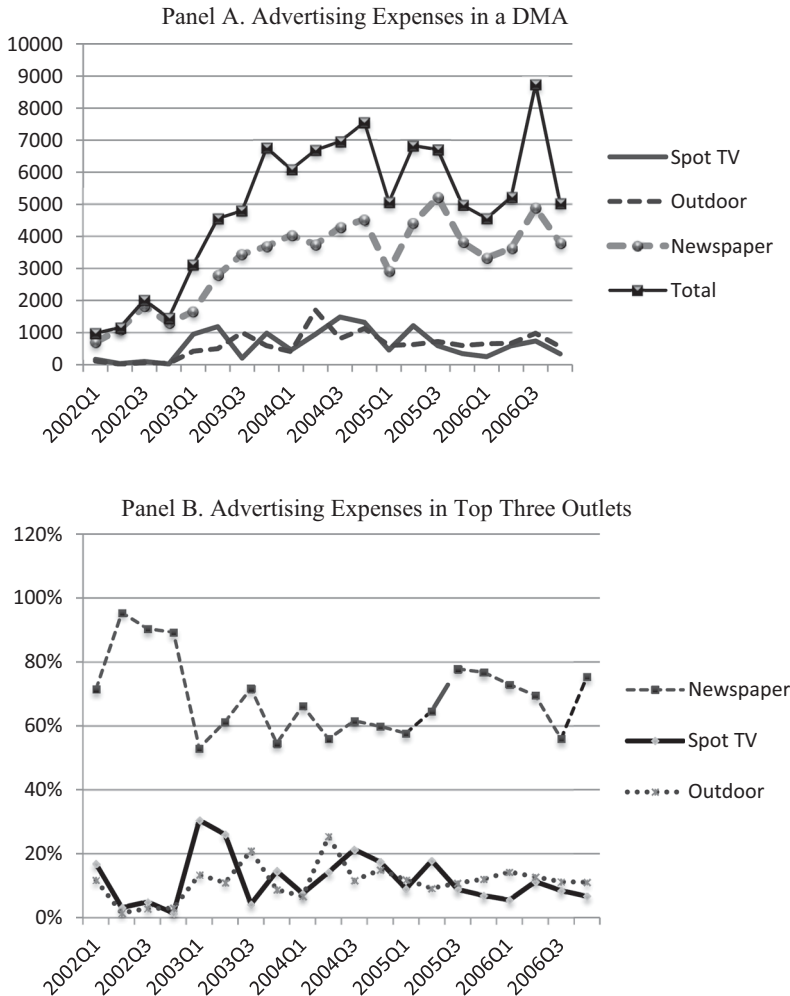 Panel A. Advertising Expenses in a DMA
10000
9000
8000
7000
6000
5000
4000
3000
2000
1000
0
2002Q1
2002Q3
2003Q1
2003Q3
2004Q1
2004Q3
2005Q1
2005Q3
2006Q1
2006Q3
Spot TV
Outdoor
Newspaper
Total
Panel B. Advertising Expenses in Top Three Outlets
120%
100%
80%
60%
40%
20%
0%
2002Q1
2002Q3
2003Q1
2003Q3
2004Q1
2004Q3
2005Q1
2005Q3
2006Q1
2006Q3
Newspaper
Spot TV
Outdoor